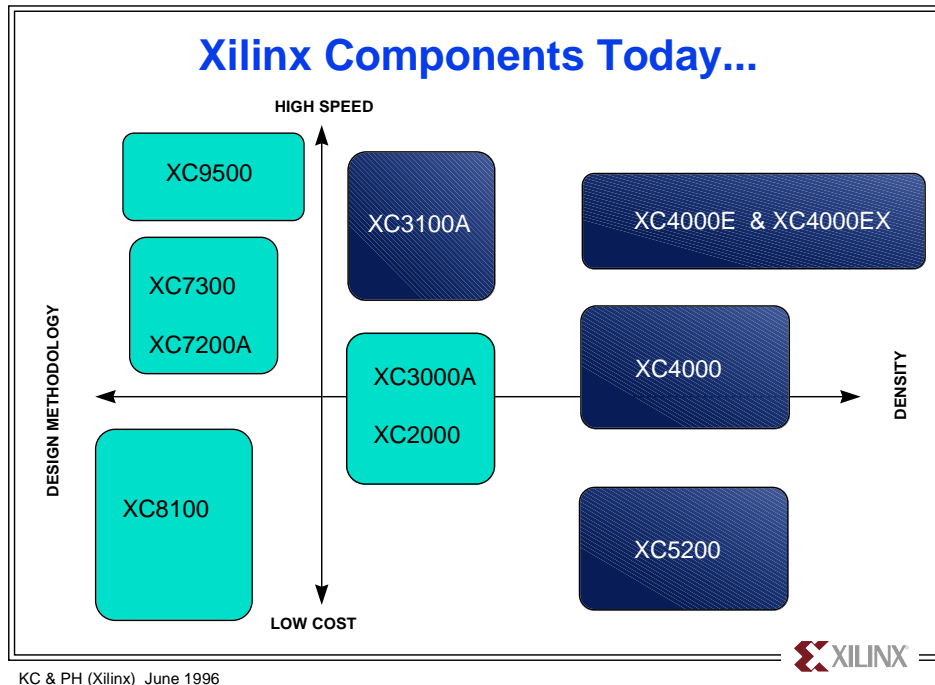 Xilinx Components Today...
HIGH SPEED
XC9500
XC3100A
XC4000E & XC4000EX
XC7300
XC7200A
XC3000A
XC2000
XC4000
DESIGN METHODOLOGY
DENSITY
XC8100
XC5200
LOW COST
XILINX
KC & PH (Xilinx) June 1996